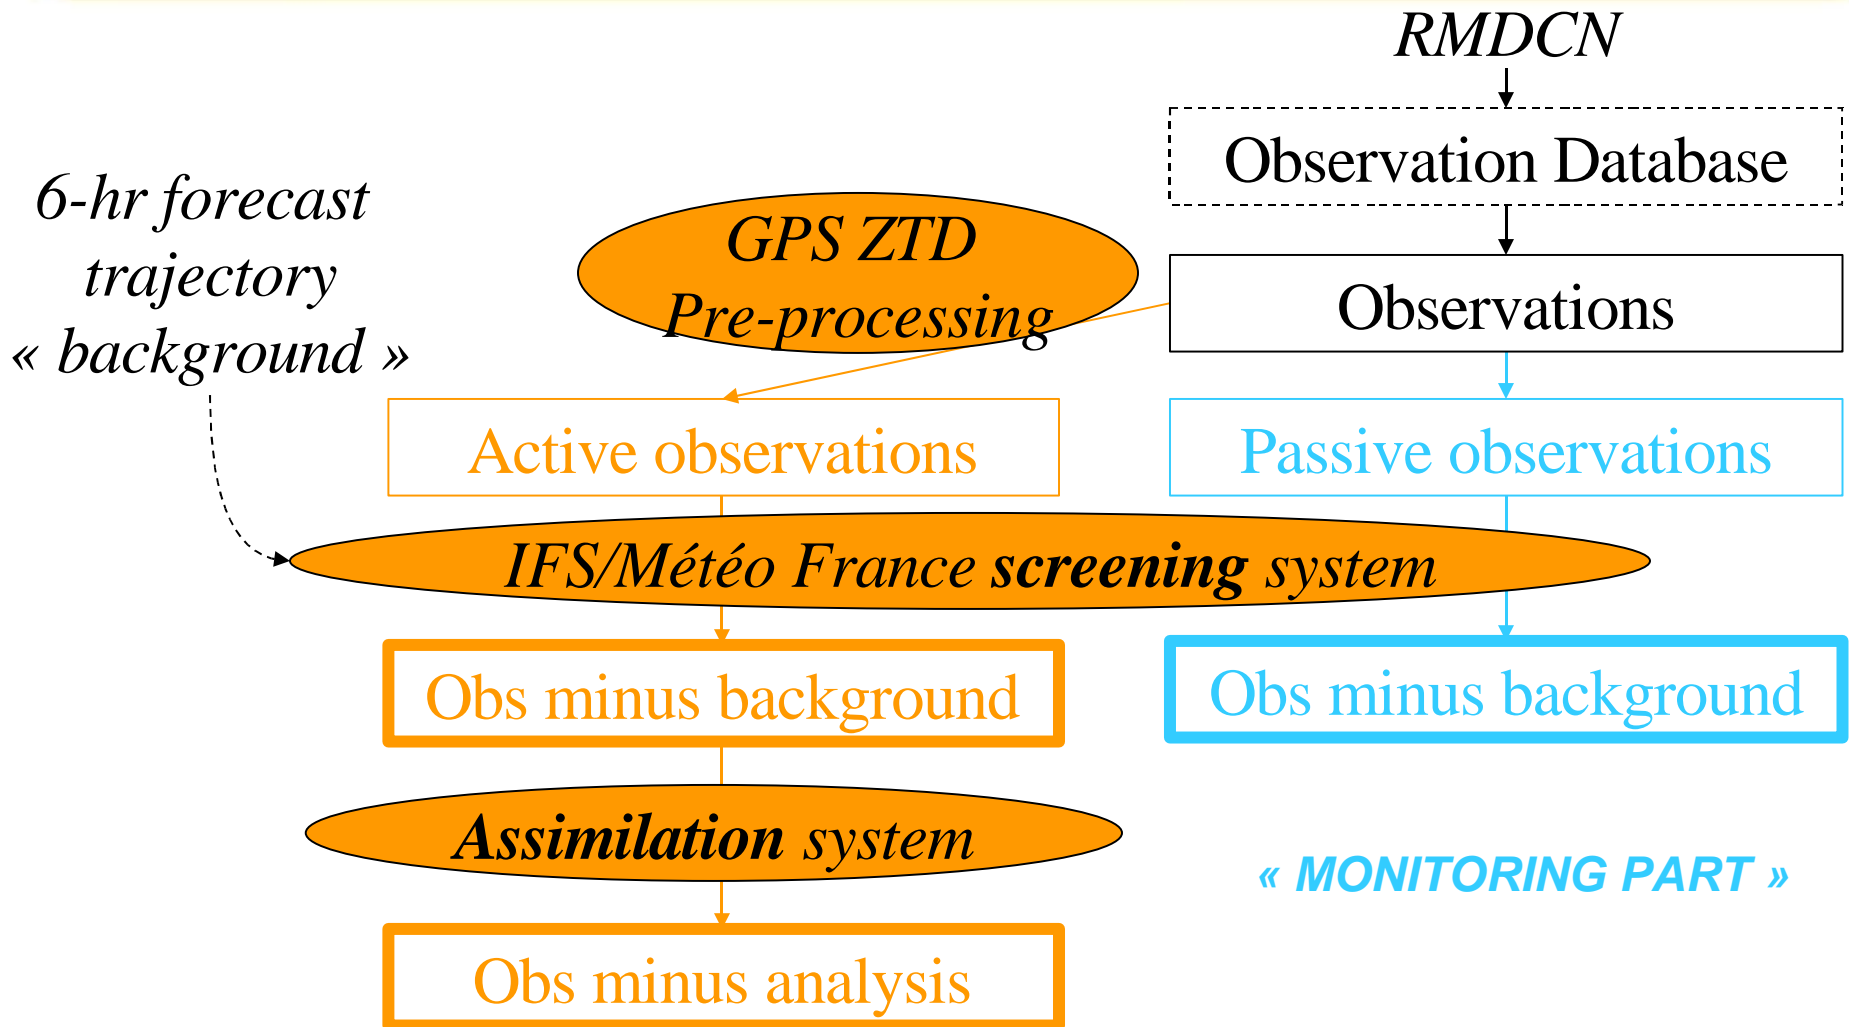 RMDCN
Observation Database
6-hr forecast
trajectory
« background »
GPS ZTD
Pre-processing
Observations
Active observations
Passive observations
IFS/Météo France screening system
Obs minus background
Obs minus background
Assimilation system
« MONITORING PART »
Obs minus analysis